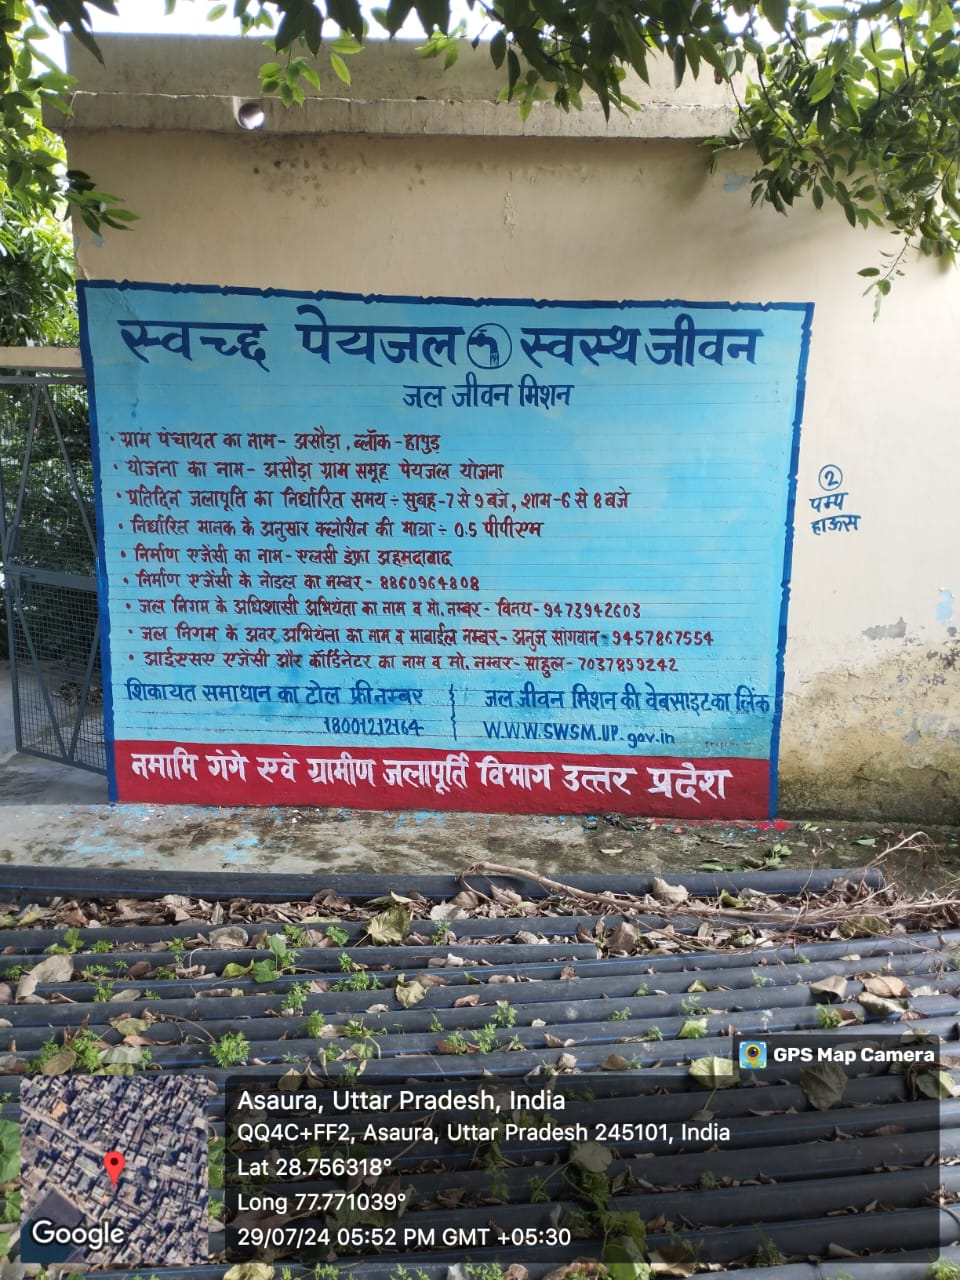 स्वच्छ पेयजल स्वस्थ जीवन
जल जीवन मिशन
• ग्राम पंचायत का नाम - असौड़ा, ब्लॉक - हापुड़
• योजना का नाम - असौड़ा ग्राम समूह पेयजल योजना
• प्रतिदिन जलापूति का निर्धारित समय ÷ सुबह - 7 से 9 बजे, शाम - 6 से 8 बजे
• निर्धारित मानक के अनुसार क्लोरीन की मात्रा ÷ 0.5 पीपीएम
• निर्माण एजेंसी का नाम - एलसी इंफ्रा अहमदाबाद
• निर्माण एजेंसी के नोडल का नम्बर - 8860964808
• जल निगम के अधिशासी अभियंता का नाम व मो. नम्बर - विनय - 9473942603
• जल निगम के अवर अभियंता का नाम व मोबाईल नम्बर - अनुज सांगवान - 9457867554
• आईएसए एजेंसी और कॉर्डिनेटर का नाम व मो. नम्बर - - 7037899242
शिकायत समाधान का टोल फ्री नम्बर
18001212164
जल जीवन मिशन की वेबसाइट का लिंक
WWW.SWSM.UP.gov.in
नमामि गंगे एवं ग्रामीण जलापूर्ति विभाग उत्तर प्रदेश
2
पम्प
हाऊस
GPS Map Camera
Asaura, Uttar Pradesh, India
QQ4C+FF2, Asaura, Uttar Pradesh 245101, India
Lat 28.756318°
Long 77.771039°
29/07/24 05:52 PM GMT +05:30
Google